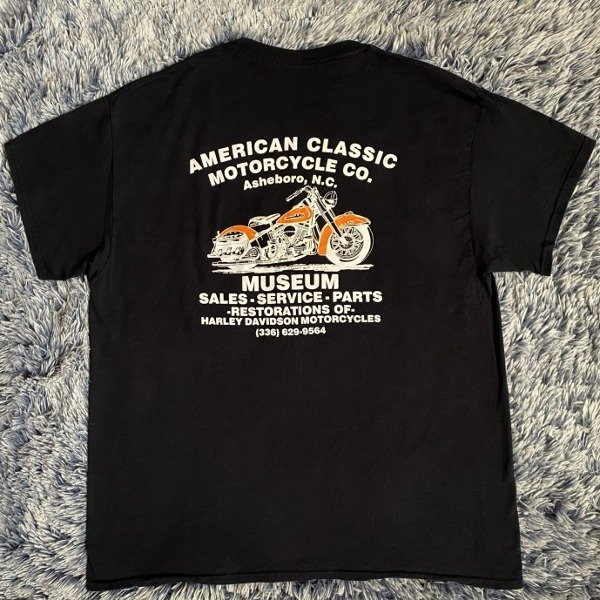 AMERICAN CLASSIC
MOTORCYCLE CO.
Asheboro, N.C.
MUSEUM
SALES - SERVICE - PARTS
-RESTORATIONS OF-
HARLEY DAVIDSON MOTORCYCLES
(336) 629-9564